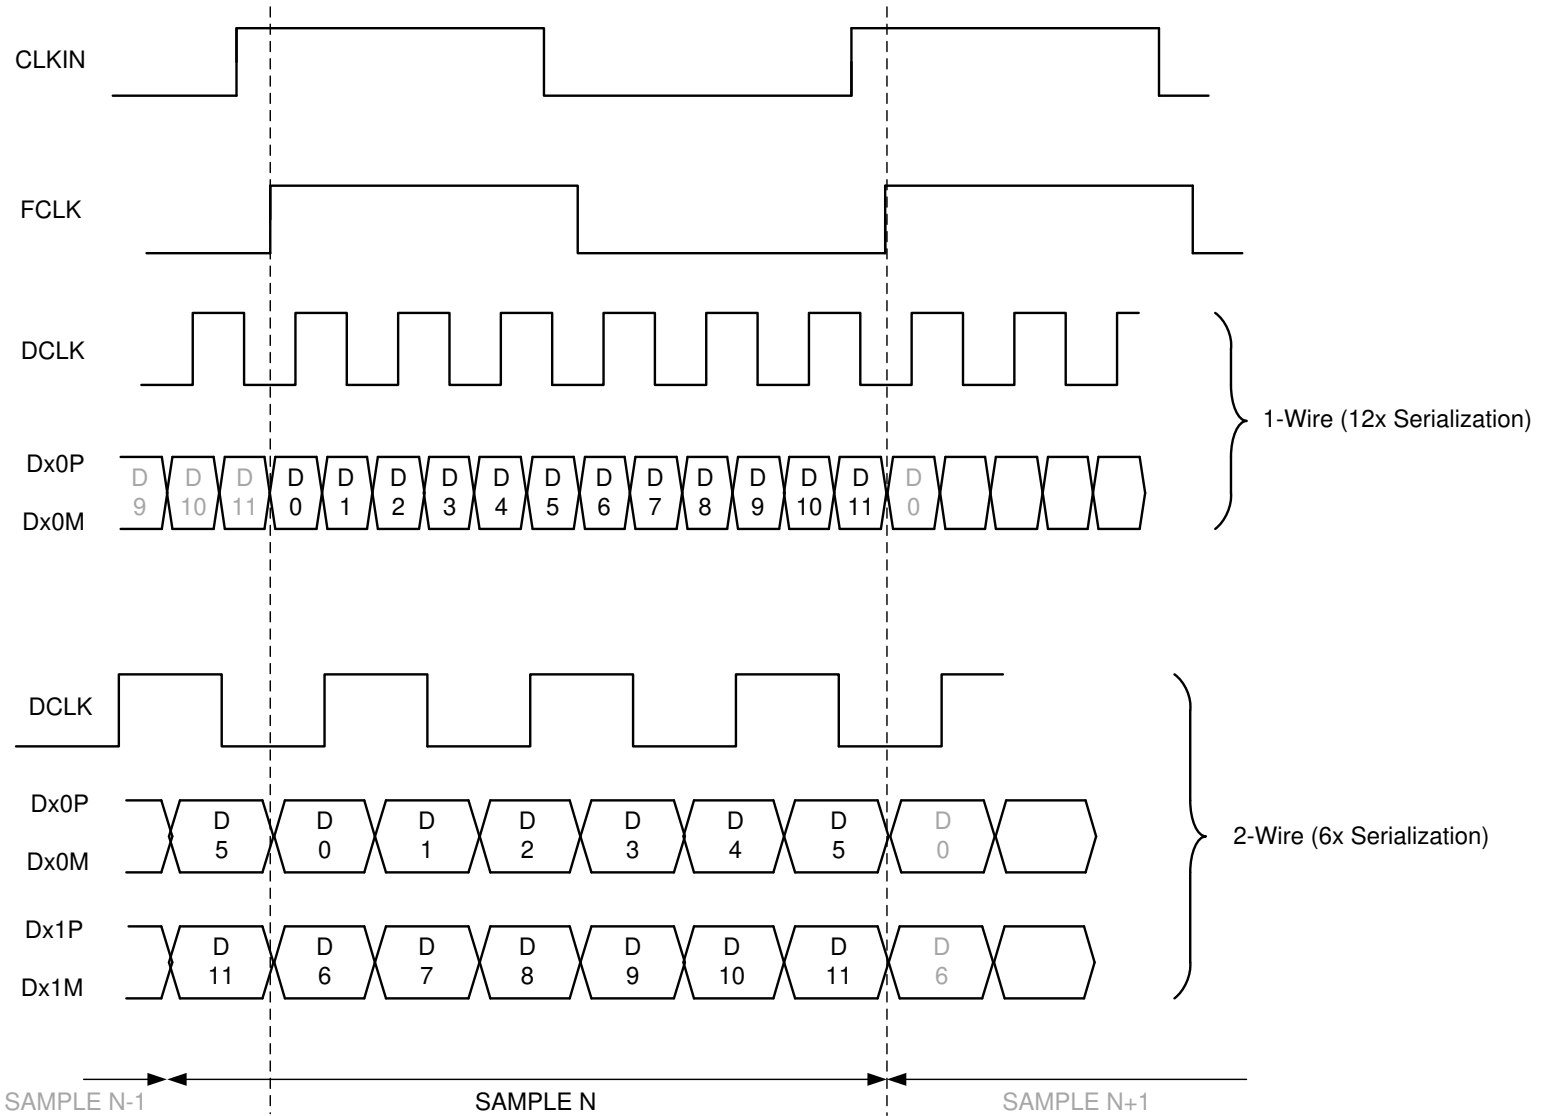 CLKIN
FCLK
DCLK
1-Wire (12x Serialization)
Dx0P
D D D D D D D D D D D D D D D D
9 10 11 0 1 2 3 4 5 6 7 8 9 10 11 0
Dx0M
DCLK
Dx0P
D D D D D D D D
5 0 1 2 3 4 5 0
Dx0M
2-Wire (6x Serialization)
Dx1P
D D D D D D D D
11 6 7 8 9 10 11 6
Dx1M
SAMPLE N-1 SAMPLE N SAMPLE N+1